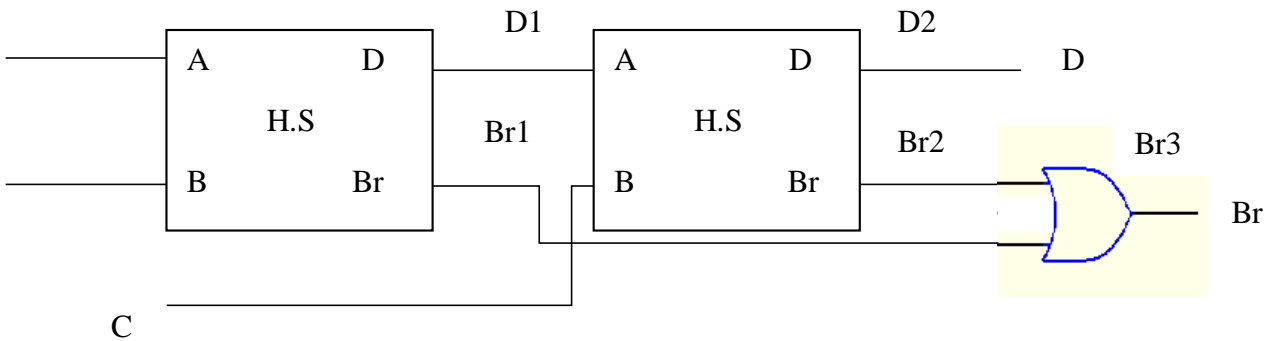 D1 D2
A D A D D
H.S H.S
Br1 Br2 Br3
B Br B Br Br
C